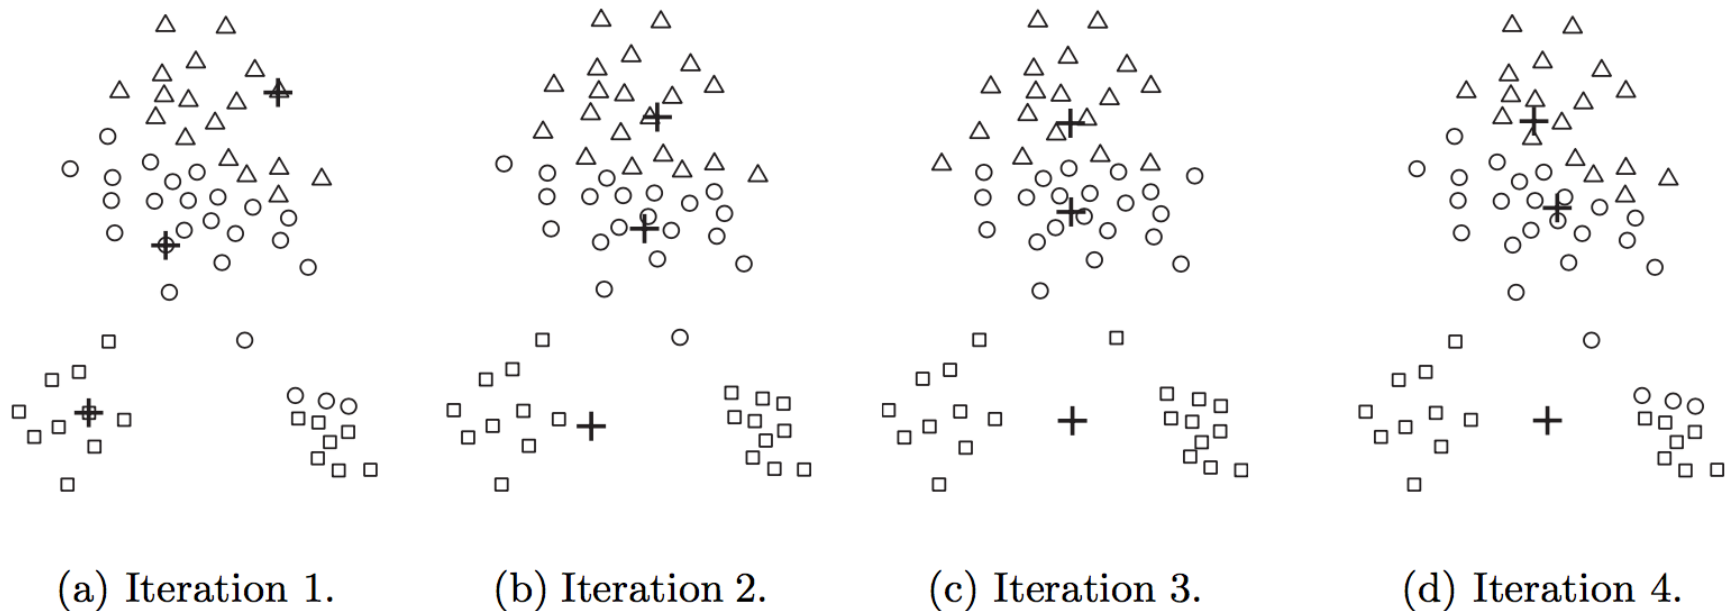 (a) Iteration 1.
(b) Iteration 2.
(c) Iteration 3.
(d) Iteration 4.